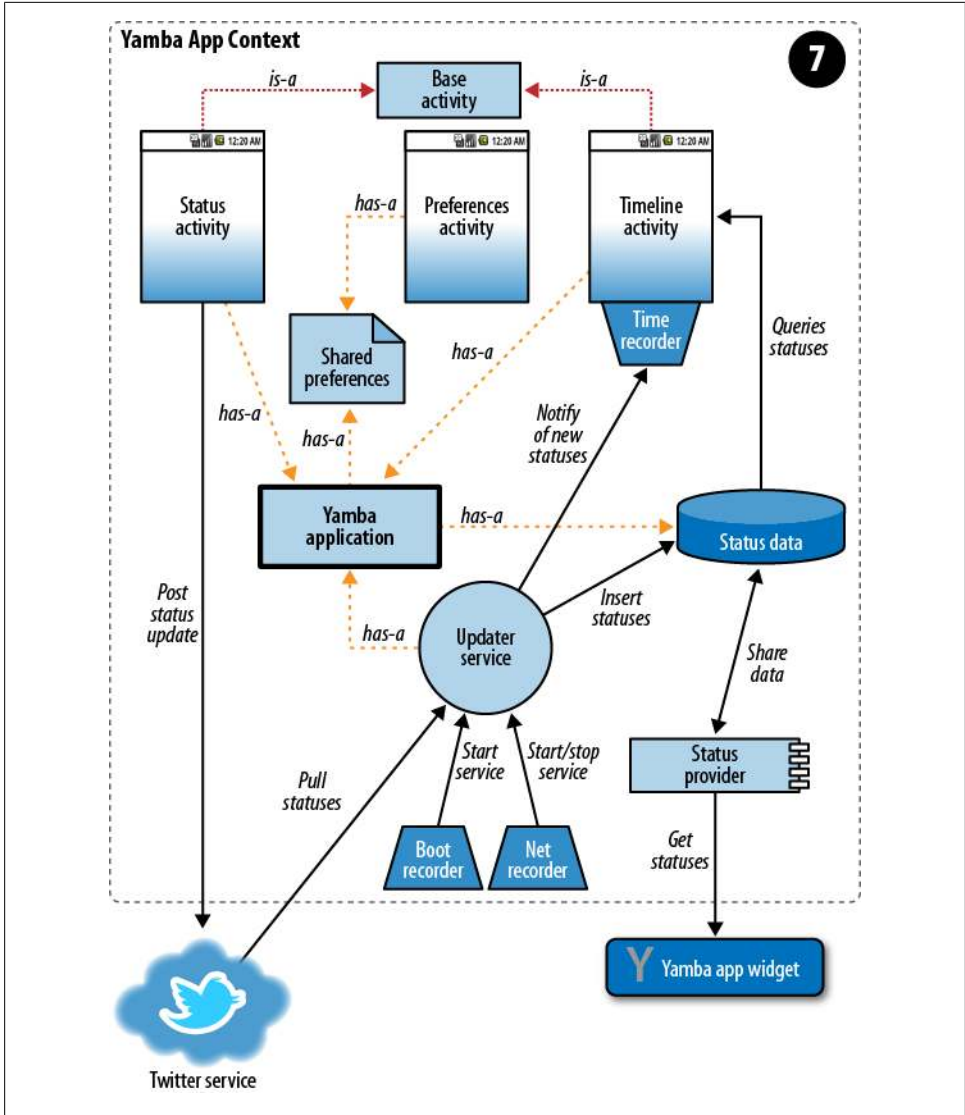 Yamba App Context
7
is-a
Base
activity
is-a
12:20 AM
12:20 AM
12:20 AM
Status
activity
has-a
Preferences
activity
Timeline
activity
Shared
preferences
has-a
Time
recorder
Queries
statuses
has-a
has-a
Notify
of new
statuses
Yamba
application
has-a
Status data
Post
status
update
has-a
Updater
service
Insert
statuses
Share
data
Pull
statuses
Start
service
Start/stop
service
Status
provider
Boot
recorder
Net
recorder
Get
statuses
Y Yamba app widget
Twitter service